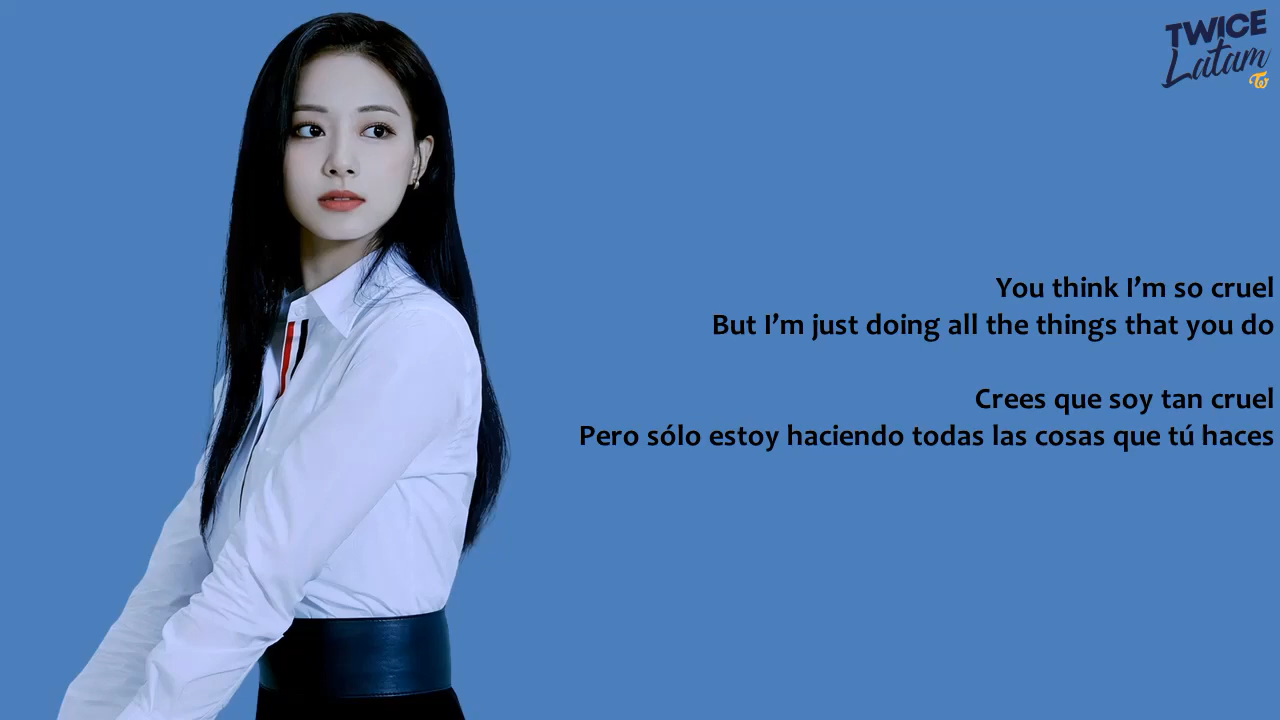 TWICE
Latam
You think I’m so cruel
But I’m just doing all the things that you do
Crees que soy tan cruel
Pero sólo estoy haciendo todas las cosas que tú haces